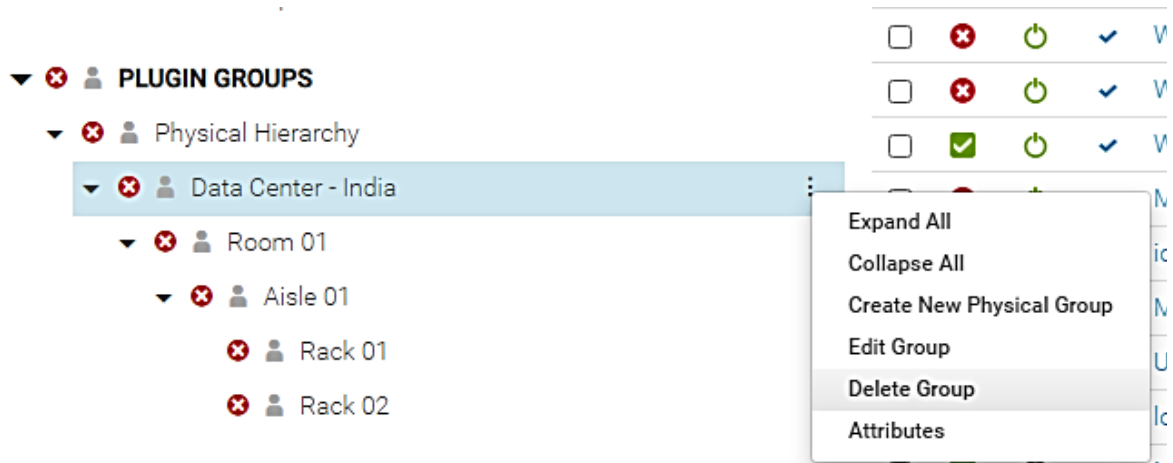 PLUGIN GROUPS
Physical Hierarchy
Data Center - India
Room 01
Aisle 01
Rack 01
Rack 02
Expand All
Collapse All
Create New Physical Group
Edit Group
Delete Group
Attributes